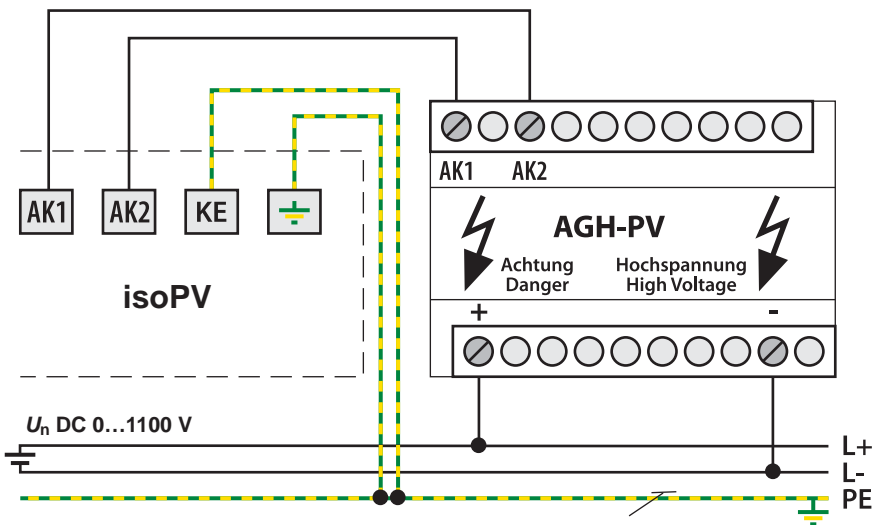 AK1 AK2
AK1 AK2 KE
AGH-PV
Achtung Hochspannung
Danger High Voltage
isoPV
+ -
Un DC 0…1100 V
L+
L-
PE